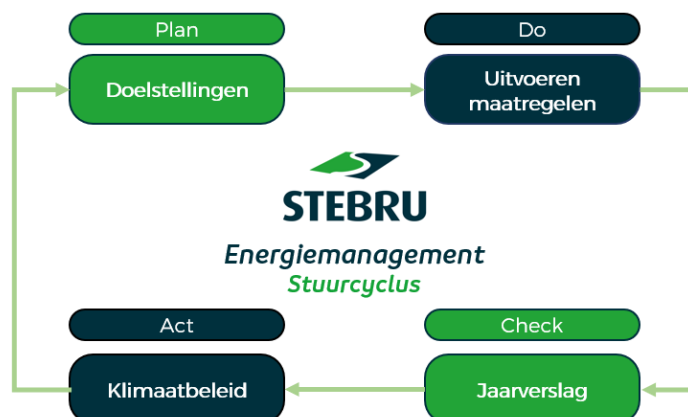 Plan
Do
Doelstellingen
Uitvoeren
maatregelen
STEBRU
Energiemanagement
Stuurcyclus
Act
Check
Klimaatbeleid
Jaarverslag